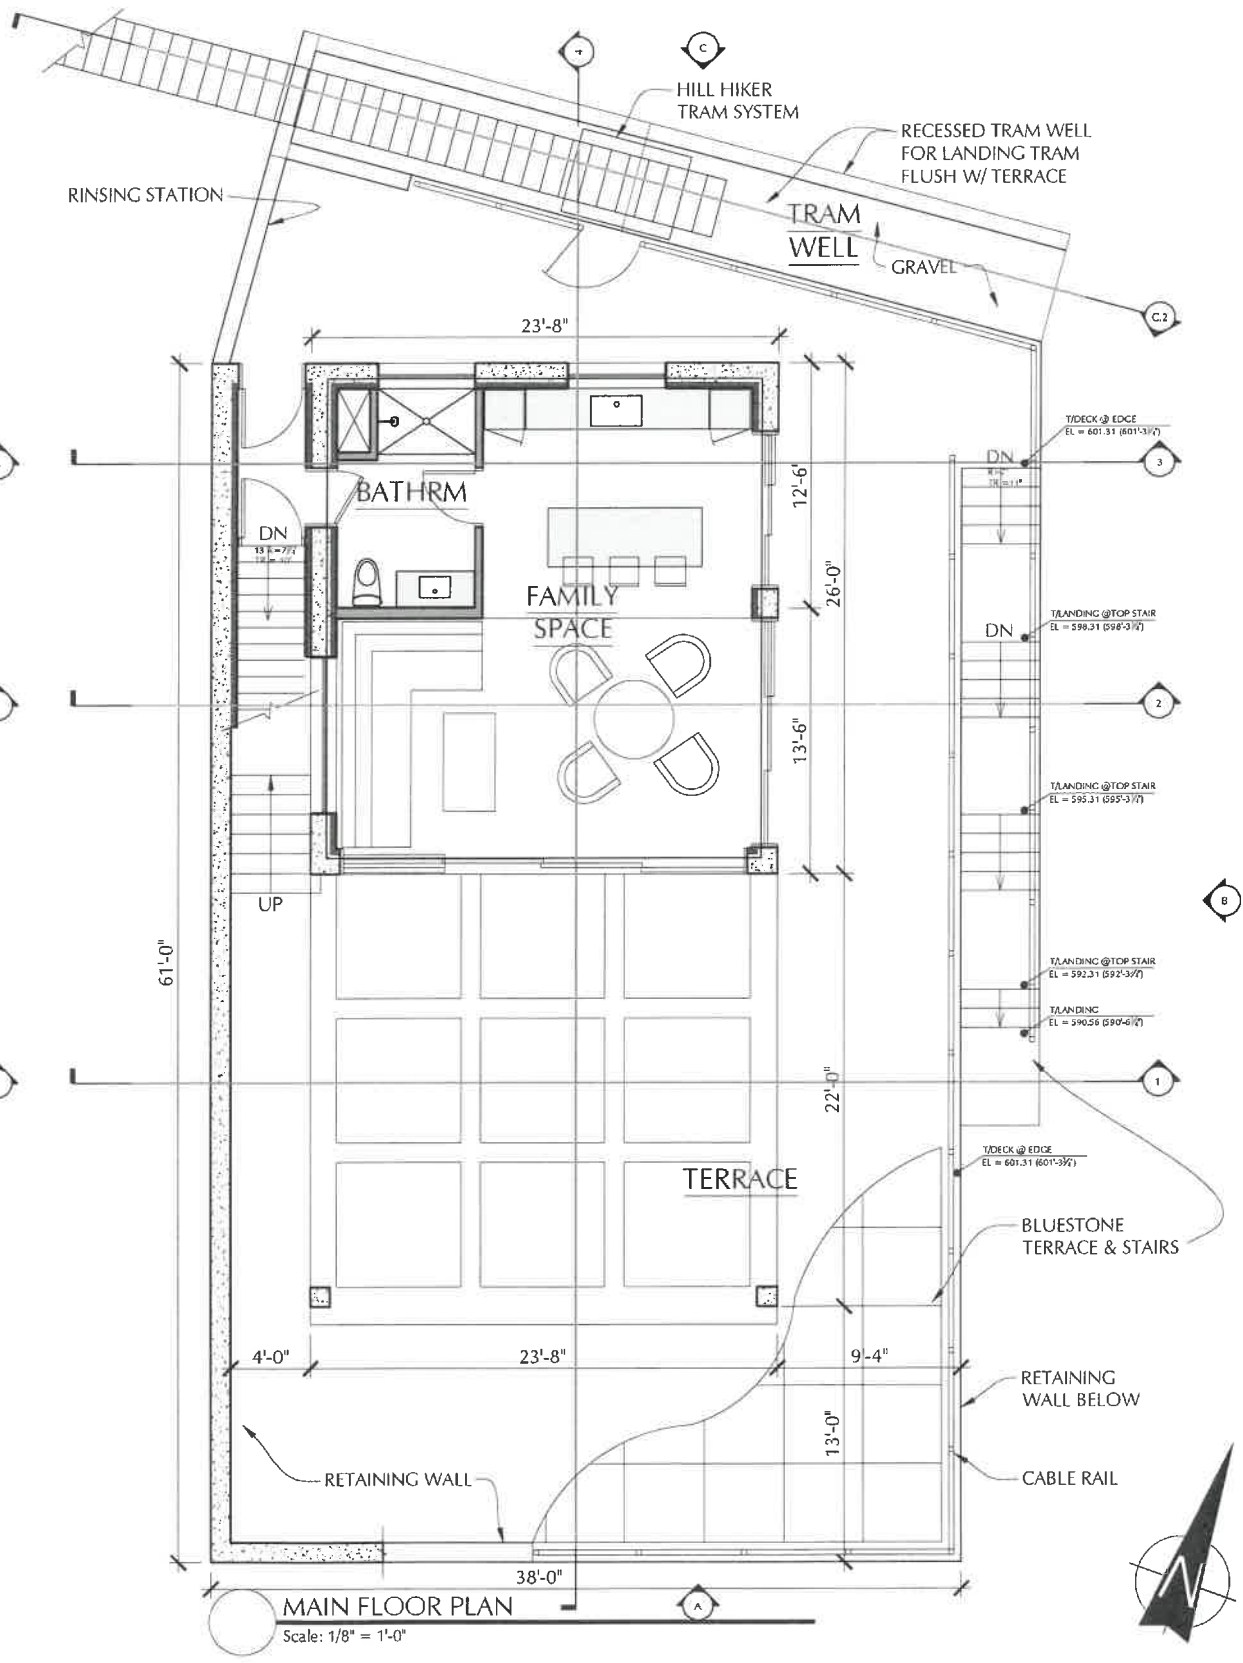 4
C
HILL HIKER
TRAM SYSTEM
RECESSED TRAM WELL
FOR LANDING TRAM
FLUSH W/ TERRACE
RINSING STATION
TRAM
WELL
GRAVEL
C.2
23'-8"
T/DECK @ EDGE
EL = 601.31 (601'-3¾")
DN
3
12'-6"
BATHRM
DN
26'-0"
FAMILY
SPACE
T/LANDING @TOP STAIR
EL = 598.31 (598'-3¾")
DN
2
13'-6"
T/LANDING @TOP STAIR
EL = 595.31 (595'-3¾")
UP
B
61'-0"
T/LANDING @TOP STAIR
EL = 592.31 (592'-3¾")
T/LANDING
EL = 590.56 (590'-6¾")
1
22'-0"
T/DECK @ EDGE
EL = 601.31 (601'-3¾")
TERRACE
BLUESTONE
TERRACE & STAIRS
4'-0"
23'-8"
9'-4"
RETAINING
WALL BELOW
13'-0"
RETAINING WALL
CABLE RAIL
38'-0"
N
MAIN FLOOR PLAN
A
Scale: 1/8" = 1'-0"